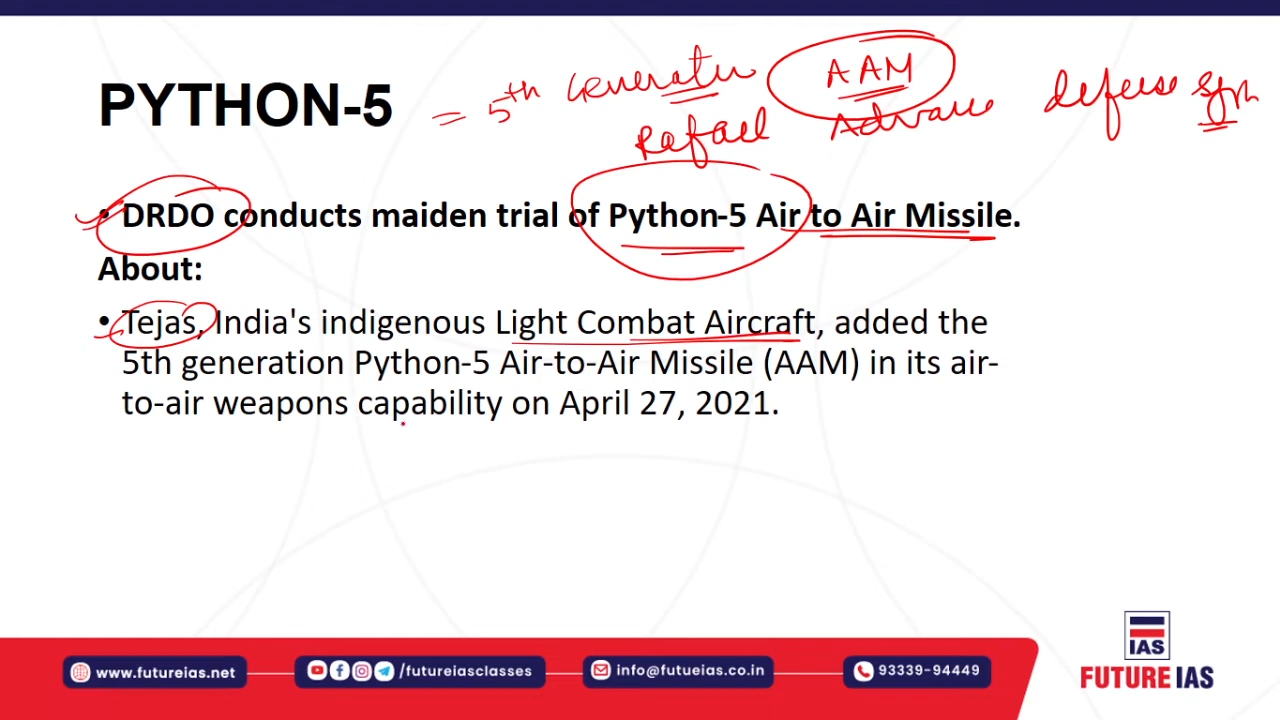 PYTHON-5 = 5th Generation AAM
Rafael Advance defense System
• DRDO conducts maiden trial of Python-5 Air to Air Missile.
About:
• Tejas, India's indigenous Light Combat Aircraft, added the
5th generation Python-5 Air-to-Air Missile (AAM) in its air-
to-air weapons capability on April 27, 2021.
www.futureias.net
/futureiasclasses
info@futueias.co.in
93339-94449
IAS
FUTURE IAS